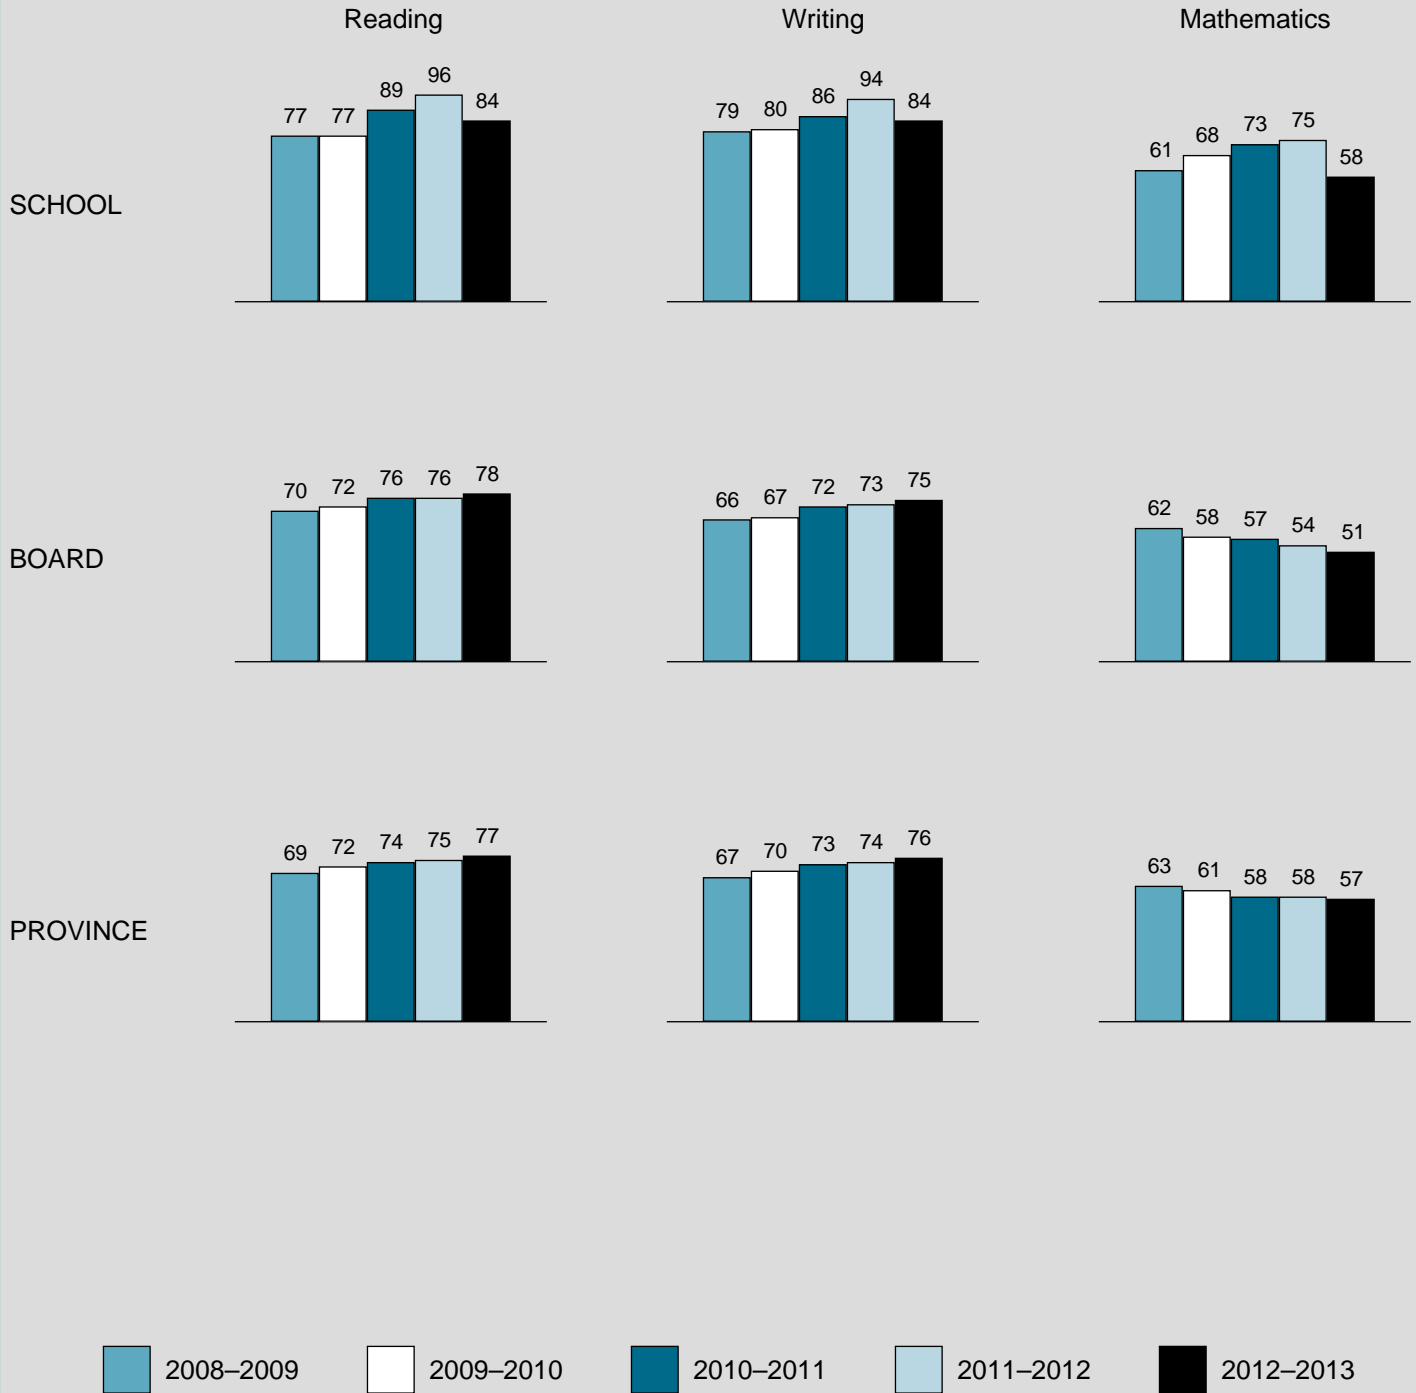 Reading Writing Mathematics
77 77 89 96 84
79 80 86 94 84
61 68 73 75 58
SCHOOL
70 72 76 76 78
66 67 72 73 75
62 58 57 54 51
BOARD
69 72 74 75 77
67 70 73 74 76
63 61 58 58 57
PROVINCE
2008–2009 2009–2010 2010–2011 2011–2012 2012–2013